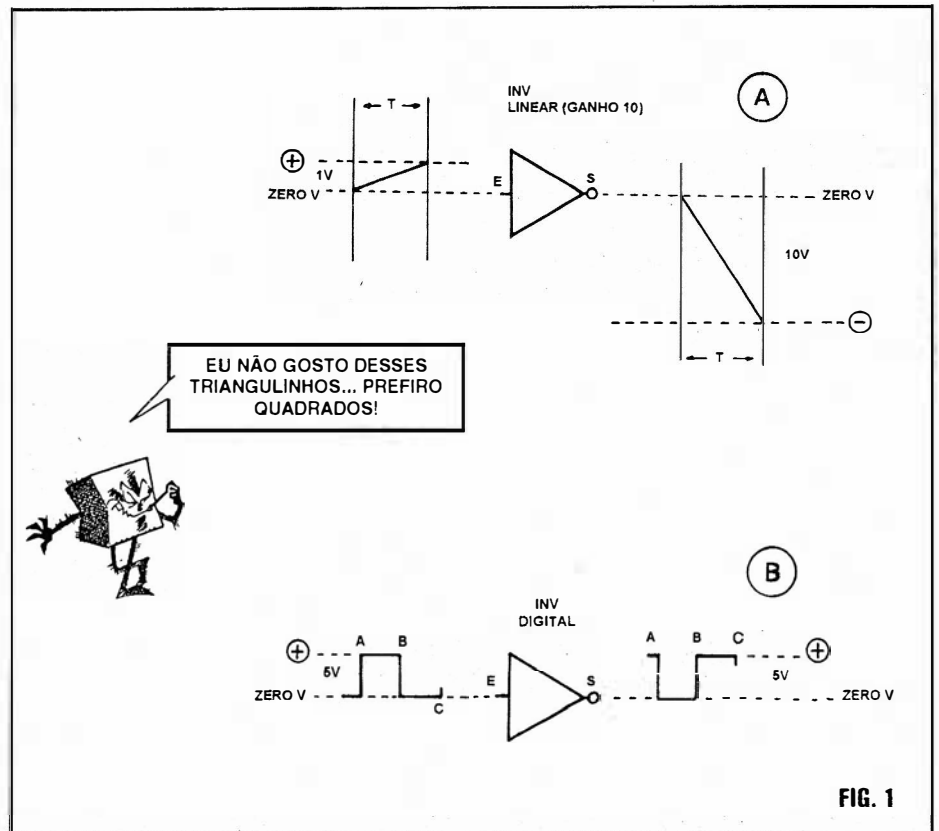 INV
LINEAR (GANHO 10)
A
T
+
1V
ZERO V
E
S
ZERO V
10V
-
T
EU NÃO GOSTO DESSES
TRIANGULINHOS... PREFIRO
QUADRADOS!
B
INV
DIGITAL
A
B
+
5V
ZERO V
C
E
S
A
B
C
+
5V
ZERO V
FIG. 1